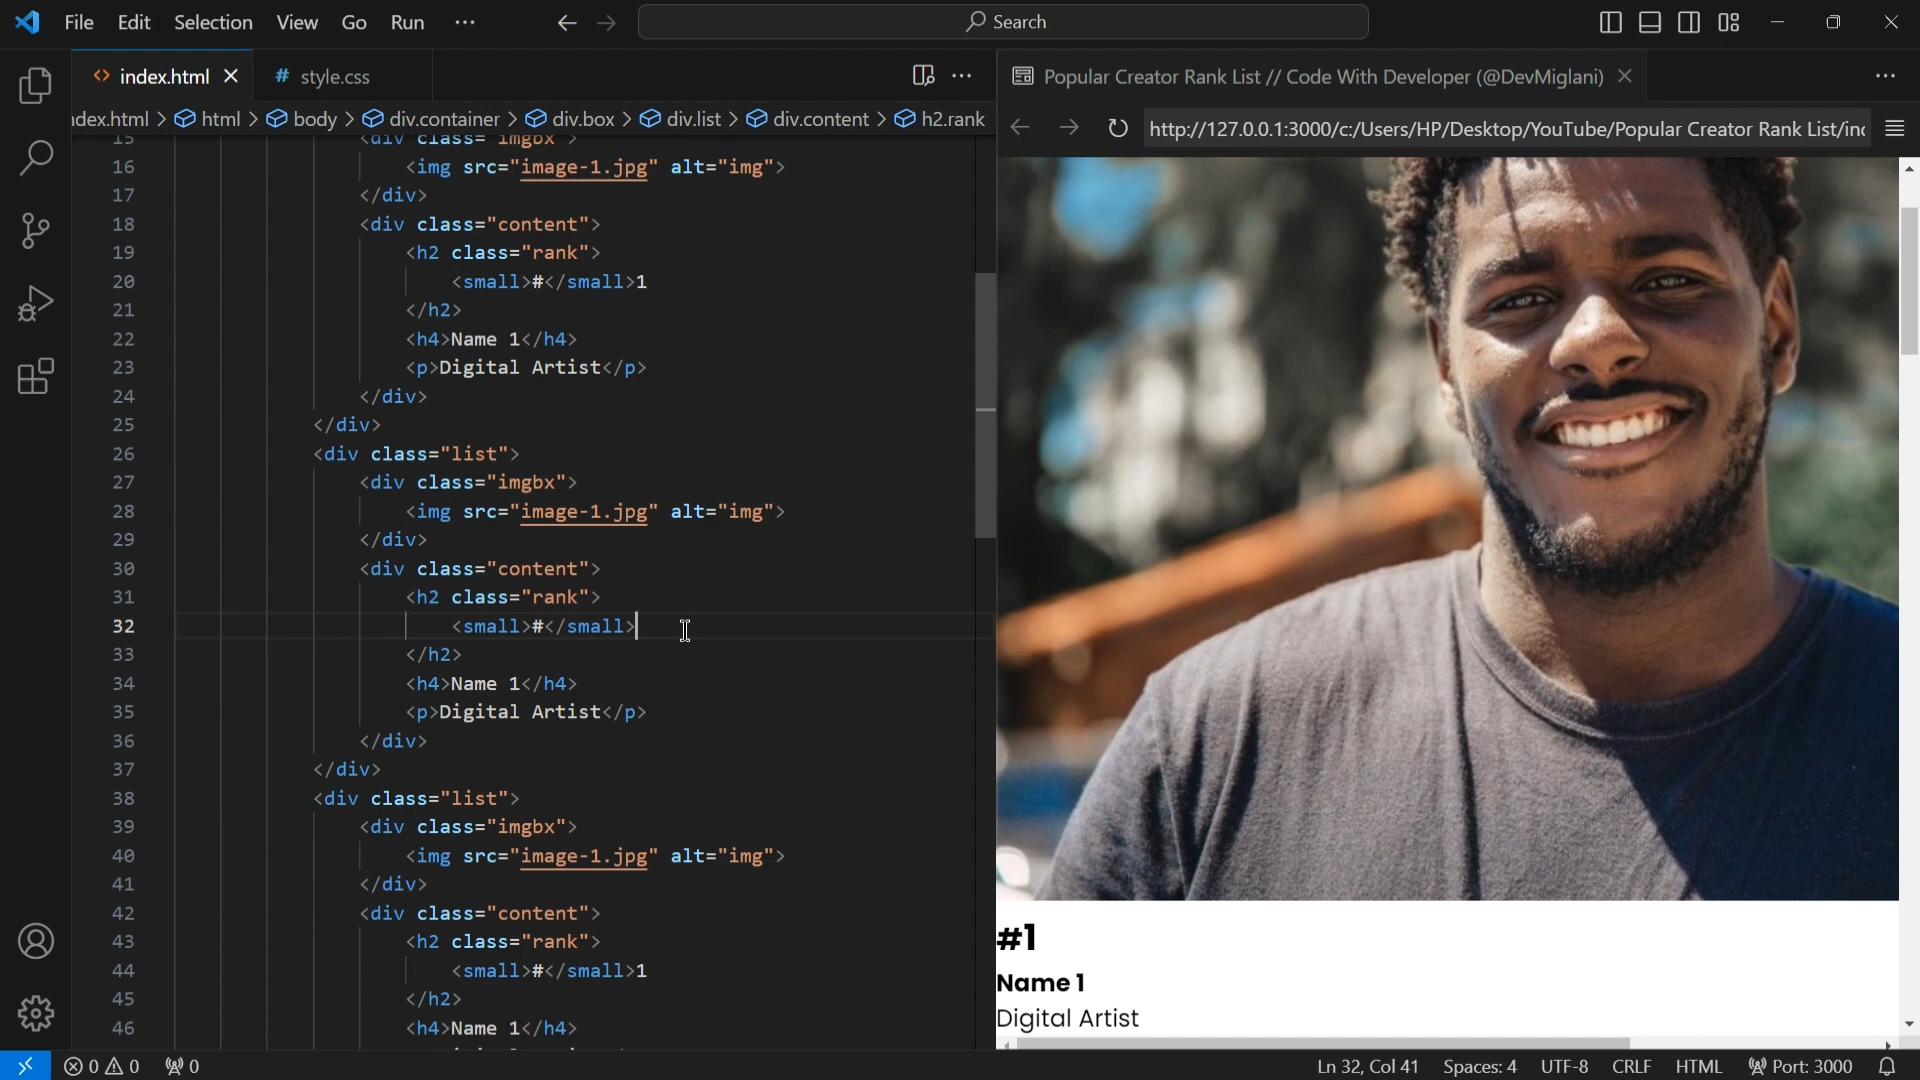 File Edit Selection View Go Run ··· Search
index.html style.css
Popular Creator Rank List // Code With Developer (@DevMiglani)
dex.html > html > body > div.container > div.box > div.list > div.content > h2.rank
http://127.0.0.1:3000/c:/Users/HP/Desktop/YouTube/Popular Creator Rank List/in
15 <div class="imgbx">
16 <img src="image-1.jpg" alt="img">
17 </div>
18 <div class="content">
19 <h2 class="rank">
20 <small>#</small>1
21 </h2>
22 <h4>Name 1</h4>
23 <p>Digital Artist</p>
24 </div>
25 </div>
26 <div class="list">
27 <div class="imgbx">
28 <img src="image-1.jpg" alt="img">
29 </div>
30 <div class="content">
31 <h2 class="rank">
32 <small>#</small>
33 </h2>
34 <h4>Name 1</h4>
35 <p>Digital Artist</p>
36 </div>
37 </div>
38 <div class="list">
39 <div class="imgbx">
40 <img src="image-1.jpg" alt="img">
41 </div>
42 <div class="content">
43 <h2 class="rank">
44 <small>#</small>1
45 </h2>
46 <h4>Name 1</h4>
#1
Name 1
Digital Artist
0 0 0 Ln 32, Col 41 Spaces: 4 UTF-8 CRLF HTML Port: 3000